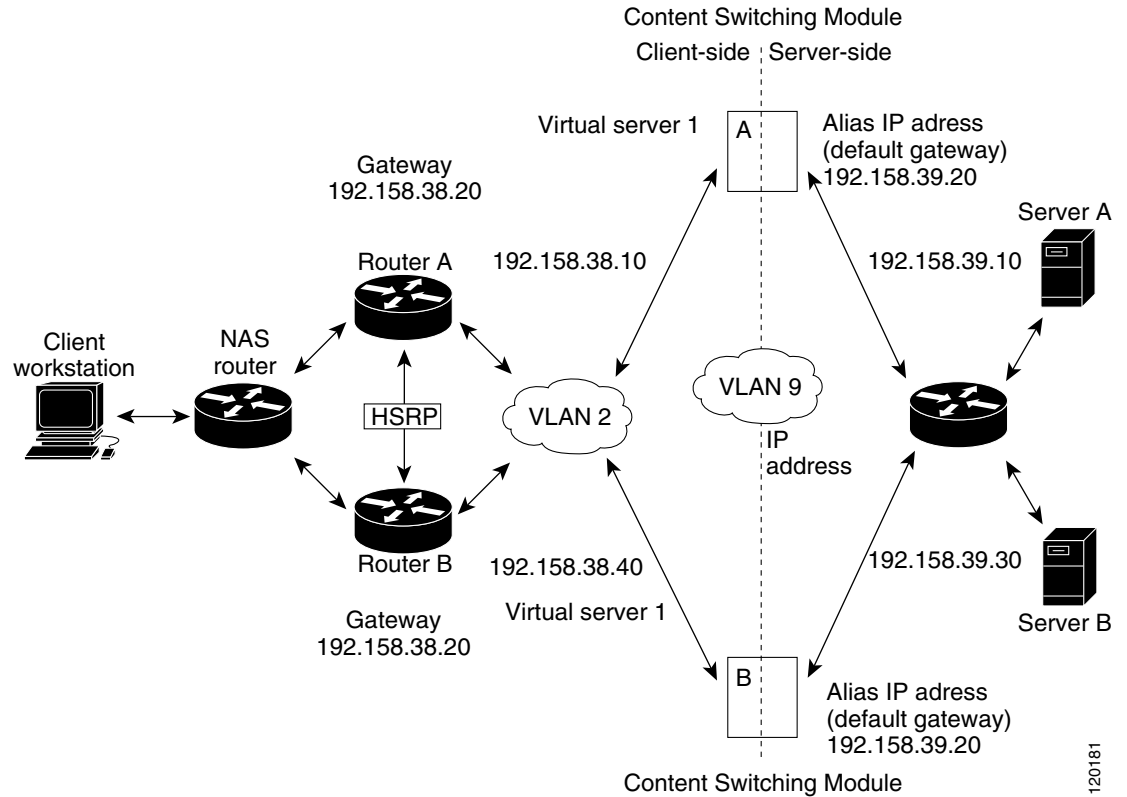 Content Switching Module
Client-side
Server-side
Virtual server 1
A
Alias IP adress
(default gateway)
192.158.39.20
Gateway
192.158.38.20
Server A
Router A
192.158.38.10
192.158.39.10
Client
workstation
NAS
router
HSRP
VLAN 2
VLAN 9
IP
address
Router B
192.158.38.40
192.158.39.30
Virtual server 1
Gateway
192.158.38.20
Server B
B
Alias IP adress
(default gateway)
192.158.39.20
Content Switching Module
120181